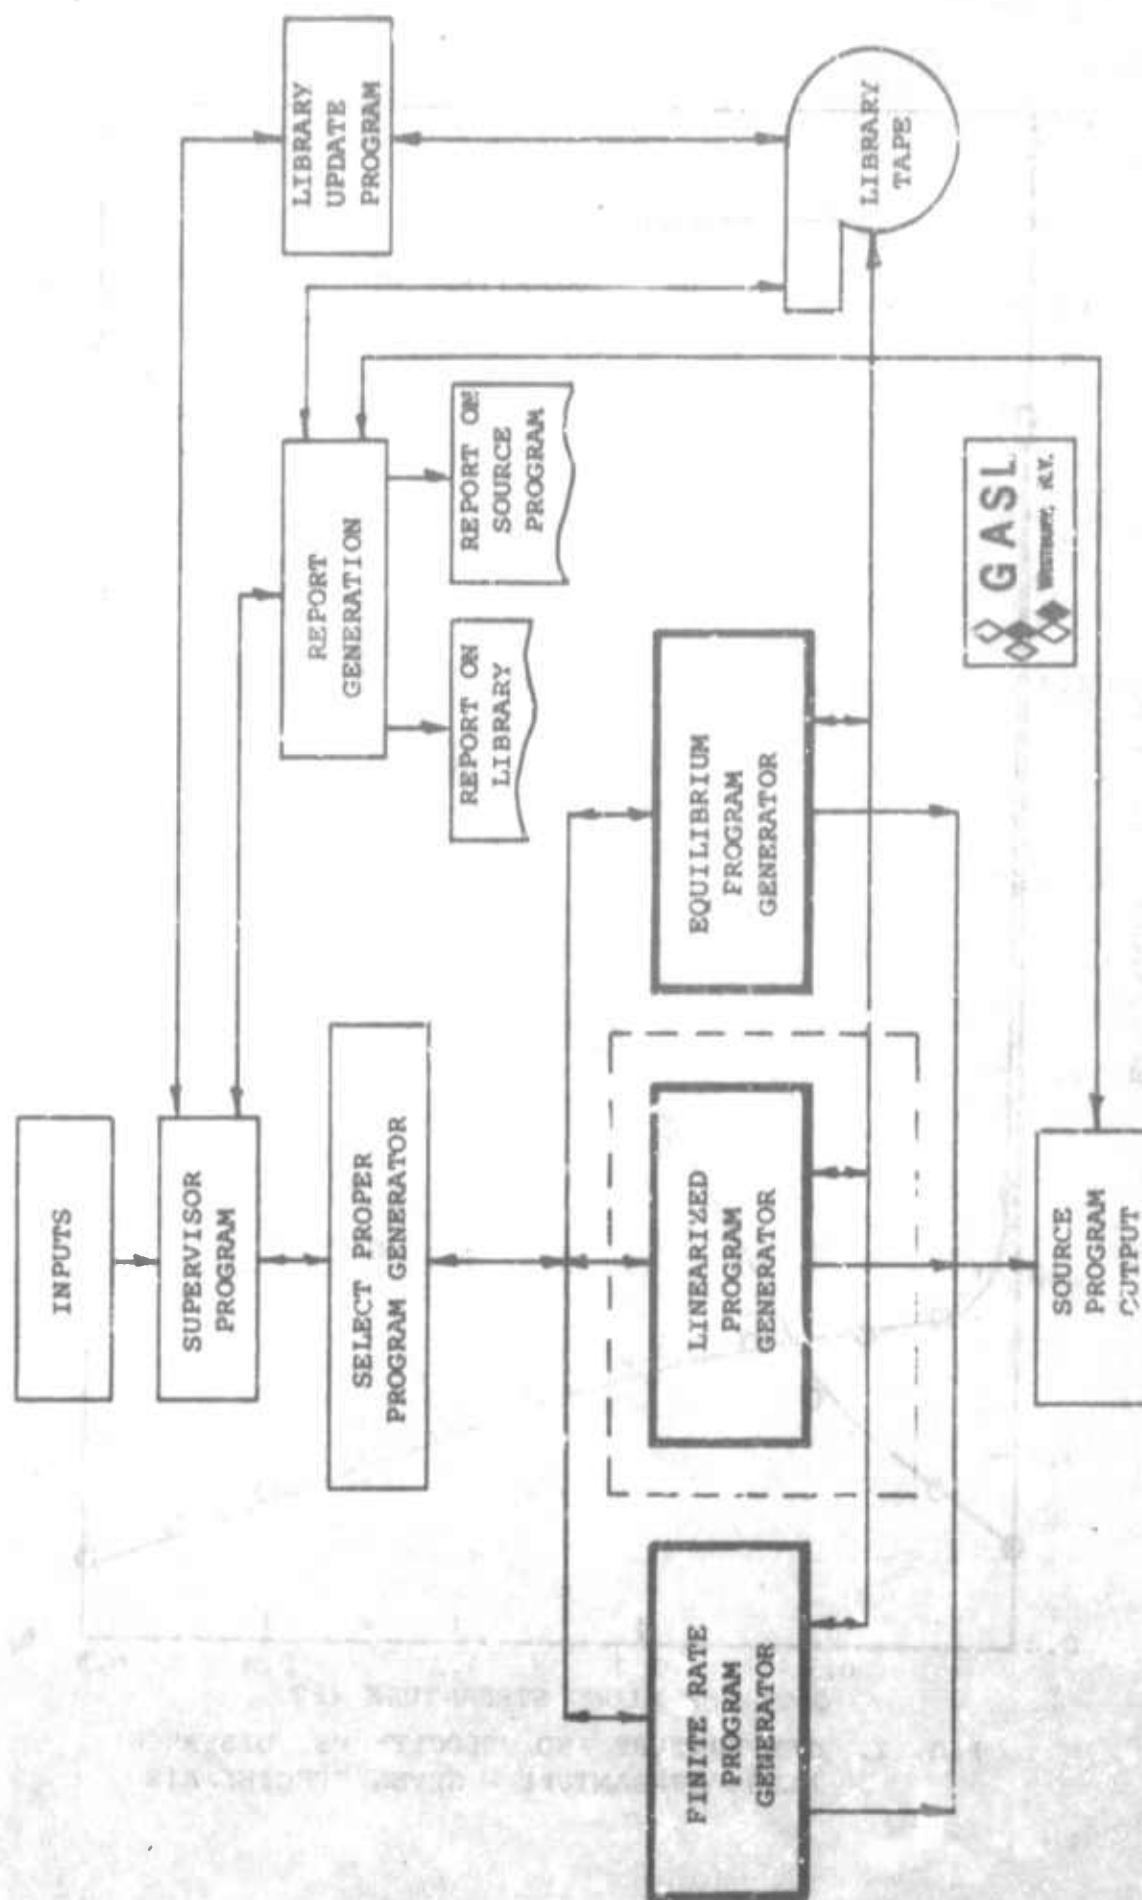 INPUTS
SUPERVISOR
PROGRAM
SELECT PROPER
PROGRAM GENERATOR
FINITE RATE
PROGRAM
GENERATOR
LINEARIZED
PROGRAM
GENERATOR
EQUILIBRIUM
PROGRAM
GENERATOR
SOURCE
PROGRAM
OUTPUT
REPORT
GENERATION
REPORT ON
LIBRARY
REPORT ON
SOURCE
PROGRAM
LIBRARY
UPDATE
PROGRAM
LIBRARY
TAPE
GASL
WESTBURY, N.Y.